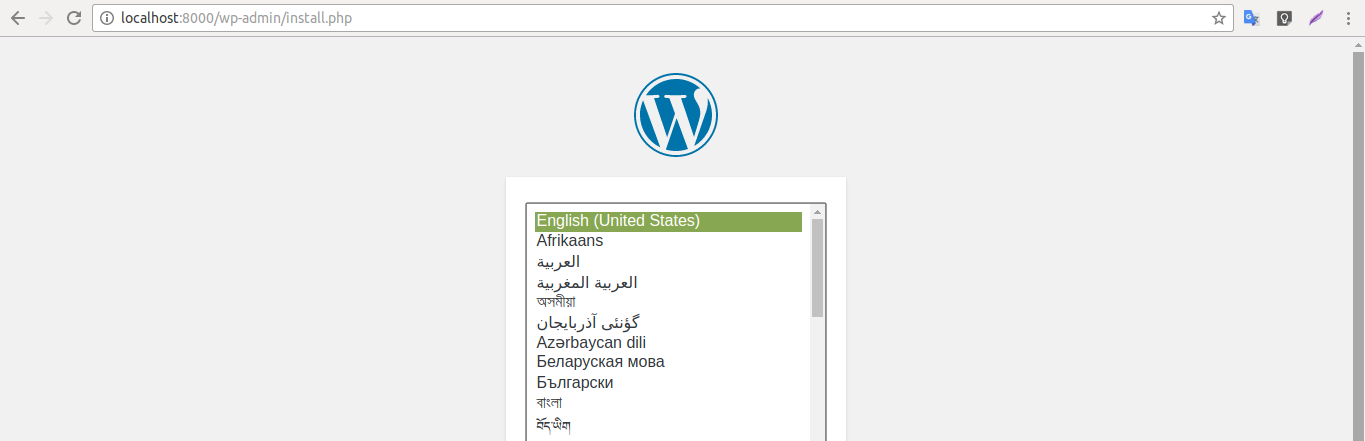 localhost:8000/wp-admin/install.php
English (United States)
Afrikaans
العربية
العربية المغربية
অসমীয়া
گؤنئی آذربایجان
Azərbaycan dili
Беларуская мова
Български
বাংলা
བོད་ཡིག